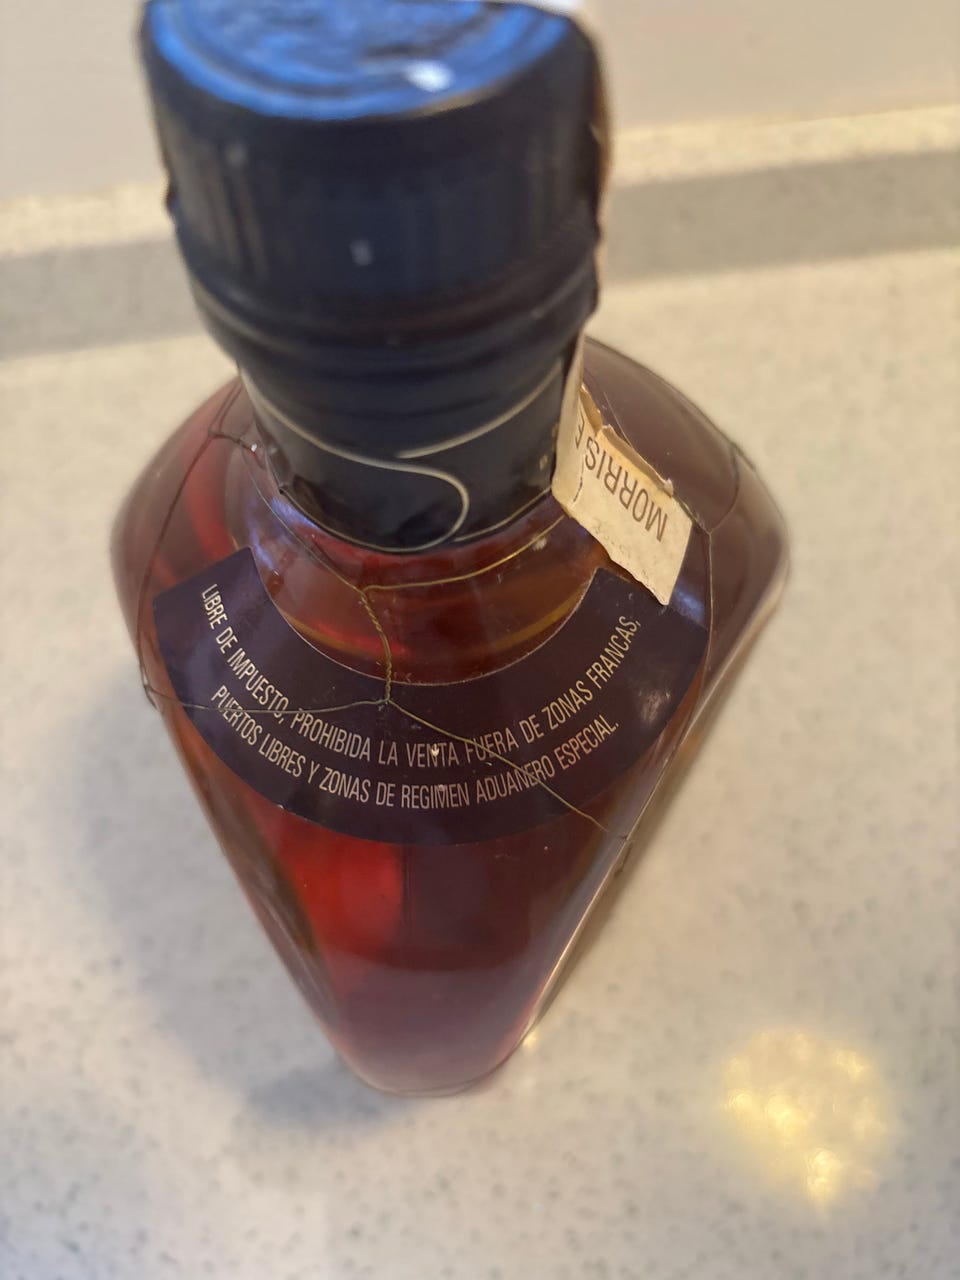 LIBRE DE IMPUESTO, PROHIBIDA LA VENTA FUERA DE ZONAS FRANCAS,
PUERTOS LIBRES Y ZONAS DE REGIMEN ADUANERO ESPECIAL.
MORRIS E